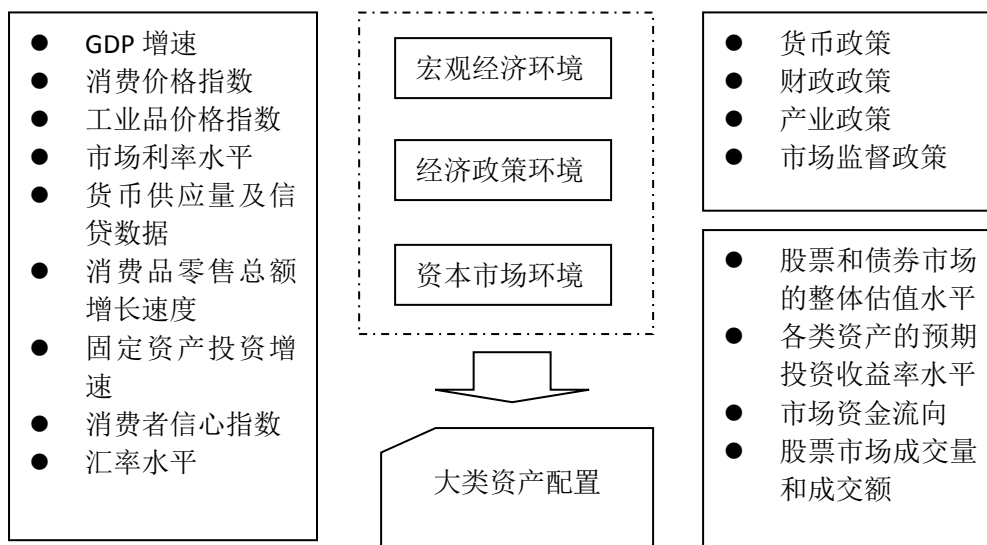 GDP 增速
消费价格指数
工业品价格指数
市场利率水平
货币供应量及信
贷数据
消费品零售总额
增长速度
固定资产投资增
速
消费者信心指数
汇率水平
宏观经济环境
经济政策环境
资本市场环境
大类资产配置
货币政策
财政政策
产业政策
市场监督政策
股票和债券市场
的整体估值水平
各类资产的预期
投资收益率水平
市场资金流向
股票市场成交量
和成交额